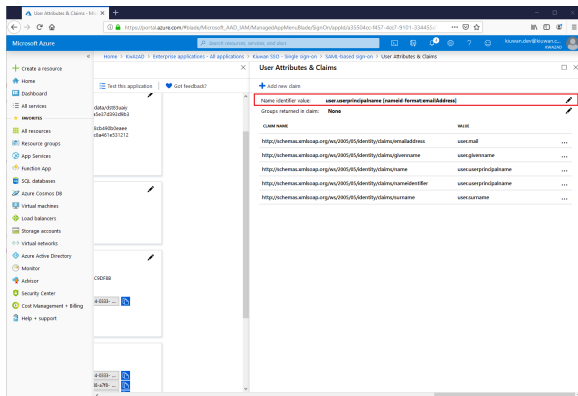 User Attributes & Claims - Mi
https://portal.azure.com/#blade/Microsoft_AAD_IAM/ManagedAppMenuBlade/SignOn/appId/
Microsoft Azure
Search resources, services, and docs
KIWAZAD
Home > KiwAZAD > Enterprise applications - All applications > Kiuwan SSO - Single sign-on > SAML-based sign-on > User Attributes & Claims
Create a resource
Home
Dashboard
All services
FAVORITES
All resources
Resource groups
App Services
Function App
SQL databases
Azure Cosmos DB
Virtual machines
Load balancers
Storage accounts
Virtual networks
Azure Active Directory
Monitor
Advisor
Security Center
Cost Management + Billing
Help + support
Test this application
Got feedback?
C9DF8B
User Attributes & Claims
Add new claim
Name identifier value: user.userprincipalname [nameid-format:emailAddress]
Groups returned in claim: None
CLAIM NAME VALUE
http://schemas.xmlsoap.org/ws/2005/05/identity/claims/emailaddress user.mail
http://schemas.xmlsoap.org/ws/2005/05/identity/claims/givenname user.givenname
http://schemas.xmlsoap.org/ws/2005/05/identity/claims/name user.userprincipalname
http://schemas.xmlsoap.org/ws/2005/05/identity/claims/nameidentifier user.userprincipalname
http://schemas.xmlsoap.org/ws/2005/05/identity/claims/surname user.surname